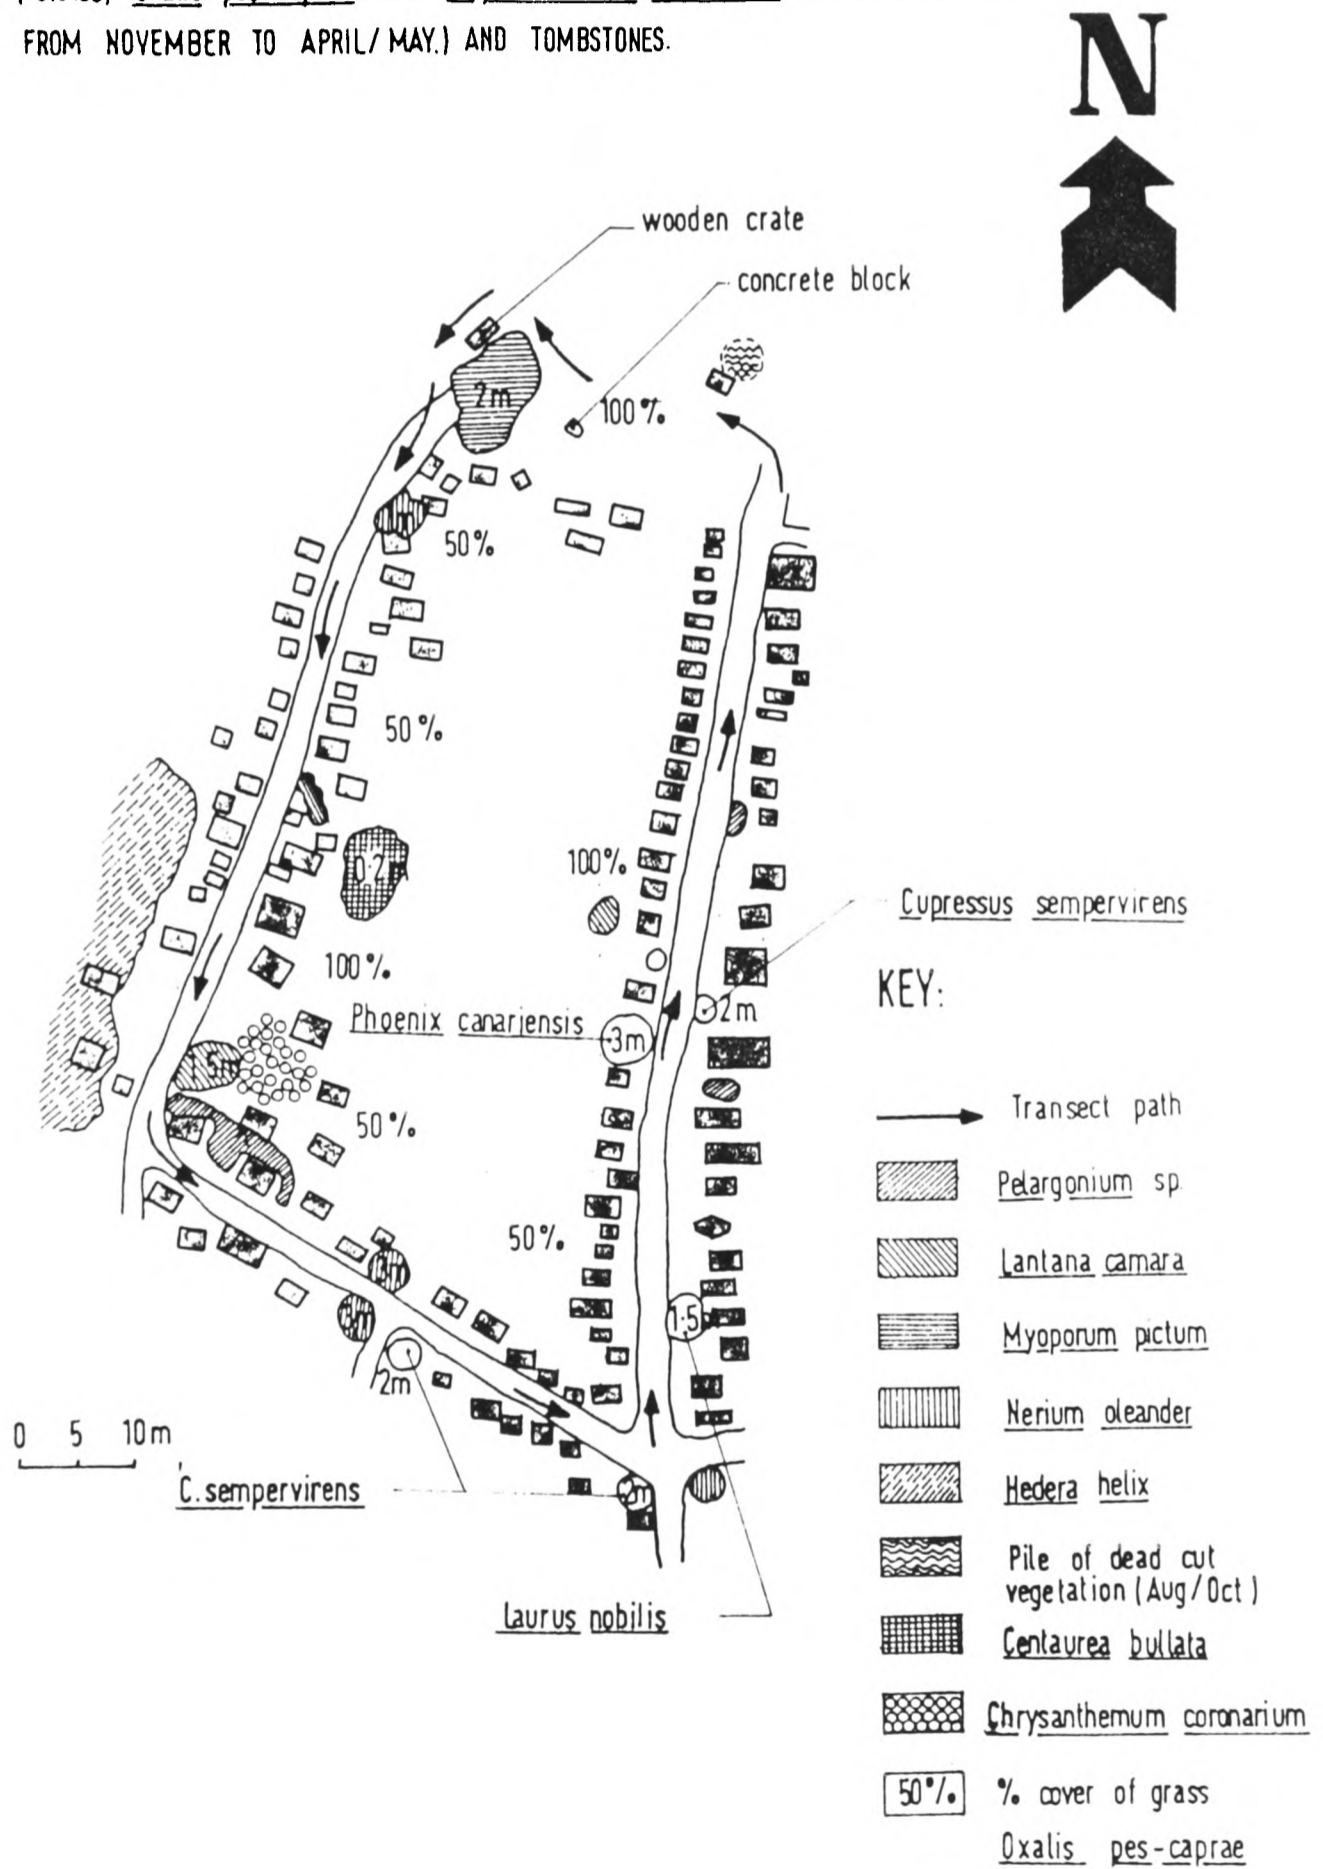 FROM NOVEMBER TO APRIL/MAY.) AND TOMBSTONES.
N
wooden crate
concrete block
2m
100%
50%
50%
0·2
100%
100%
Cupressus sempervirens
2m
KEY:
Phoenix canariensis
3m
50%
50%
1·5
2m
0 5 10m
C. sempervirens
Laurus nobilis
Transect path
Pelargonium sp.
Lantana camara
Myoporum pictum
Nerium oleander
Hedera helix
Pile of dead cut
vegetation (Aug/Oct)
Centaurea bullata
Chrysanthemum coronarium
50% % cover of grass
Oxalis pes-caprae